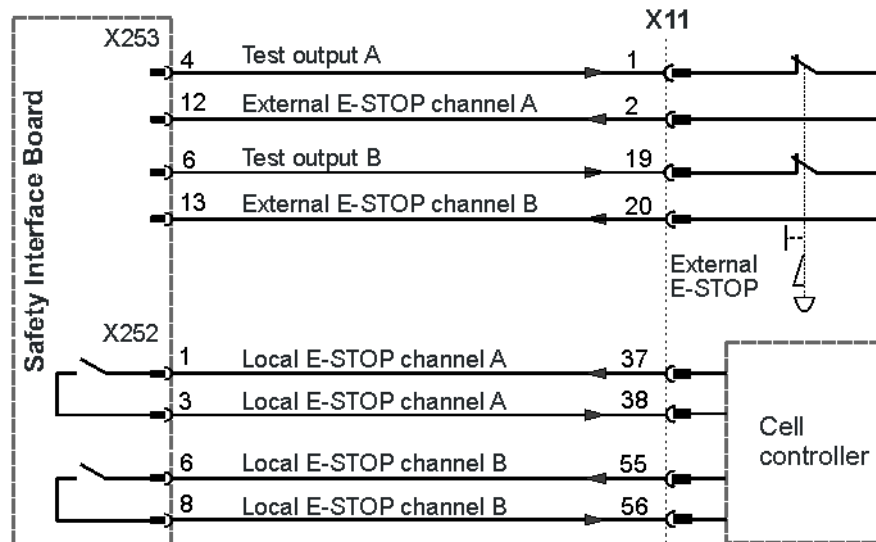 X253
X11
4 Test output A 1
12 External E-STOP channel A 2
6 Test output B 19
13 External E-STOP channel B 20
External
E-STOP
Safety Interface Board
X252
1 Local E-STOP channel A 37
3 Local E-STOP channel A 38
6 Local E-STOP channel B 55
8 Local E-STOP channel B 56
Cell
controller